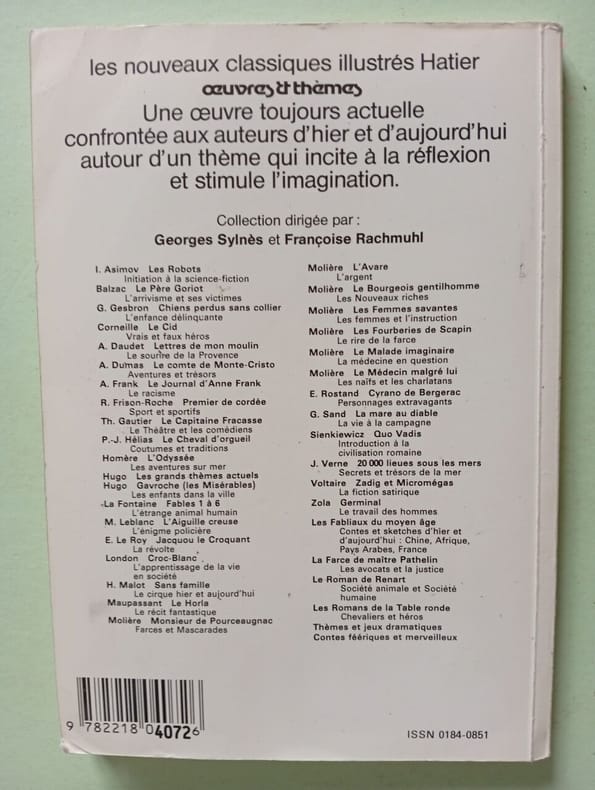 les nouveaux classiques illustrés Hatier
œuvres & thèmes
Une œuvre toujours actuelle
confrontée aux auteurs d'hier et d'aujourd'hui
autour d'un thème qui incite à la réflexion
et stimule l'imagination.
Collection dirigée par :
Georges Sylnès et Françoise Rachmuhl
I. Asimov Les Robots
Initiation à la science-fiction
Balzac Le Père Goriot
L'arrivisme et ses victimes
G. Gesbron Chiens perdus sans collier
L'enfance délinquante
Corneille Le Cid
Vrais et faux héros
A. Daudet Lettres de mon moulin
Le sourire de la Provence
A. Dumas Le comte de Monte-Cristo
Aventures et trésors
A. Frank Le Journal d'Anne Frank
Le racisme
R. Frison-Roche Premier de cordée
Sport et sportifs
Th. Gautier Le Capitaine Fracasse
Le Théâtre et les comédiens
P.-J. Hélias Le Cheval d'orgueil
Coutumes et traditions
Homère L'Odyssée
Les aventures sur mer
Hugo Les grands thèmes actuels
Hugo Gavroche (les Misérables)
Les enfants dans la ville
La Fontaine Fables 1 à 6
L'étrange animal humain
M. Leblanc L'Aiguille creuse
L'énigme policière
E. Le Roy Jacquou le Croquant
La révolte
London Croc-Blanc
L'apprentissage de la vie
en société
H. Malot Sans famille
Le cirque hier et aujourd'hui
Maupassant Le Horla
Le récit fantastique
Molière Monsieur de Pourceaugnac
Farces et Mascarades
Molière L'Avare
L'argent
Molière Le Bourgeois gentilhomme
Les Nouveaux riches
Molière Les Femmes savantes
Les femmes et l'instruction
Molière Les Fourberies de Scapin
Le rire de la farce
Molière Le Malade imaginaire
La médecine en question
Molière Le Médecin malgré lui
Les naïfs et les charlatans
E. Rostand Cyrano de Bergerac
Personnages extravagants
G. Sand La mare au diable
La vie à la campagne
Sienkiewicz Quo Vadis
Introduction à la
civilisation romaine
J. Verne 20 000 lieues sous les mers
Secrets et trésors de la mer
Voltaire Zadig et Micromégas
La fiction satirique
Zola Germinal
Le travail des hommes
Les Fabliaux du moyen âge
Contes et sketches d'hier et
d'aujourd'hui : Chine, Afrique,
Pays Arabes, France
La Farce de maître Pathelin
Les avocats et la justice
Le Roman de Renart
Société animale et Société
humaine
Les Romans de la Table ronde
Chevaliers et héros
Thèmes et jeux dramatiques
Contes féériques et merveilleux
9 782218 040726
ISSN 0184-0851